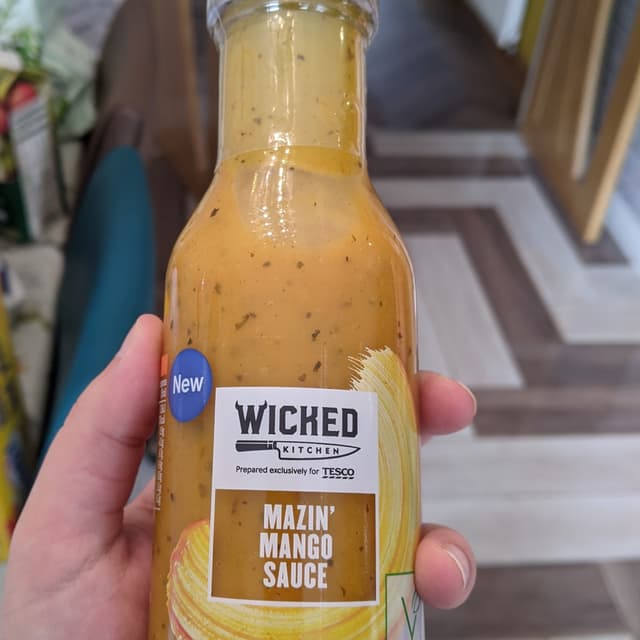 New
WICKED
KITCHEN
Prepared exclusively for TESCO
MAZIN'
MANGO
SAUCE